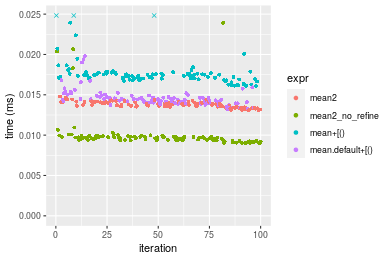 0.025
0.020
0.015
0.010
0.005
0.000
time (ms)
0
25
50
75
100
iteration
expr
mean2
mean2_no_refine
mean+[()
mean.default+[()